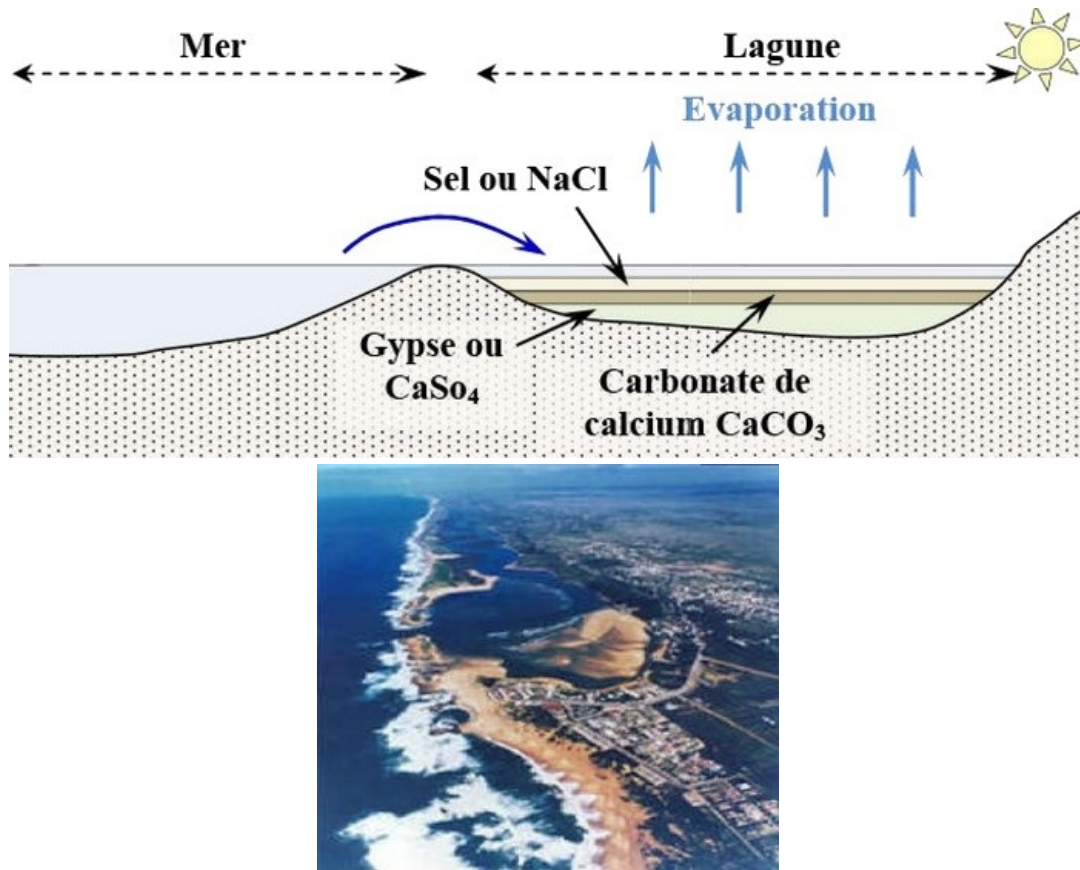 Mer
Lagune
Evaporation
Sel ou NaCl
Gypse ou
CaSo₄
Carbonate de
calcium CaCO₃